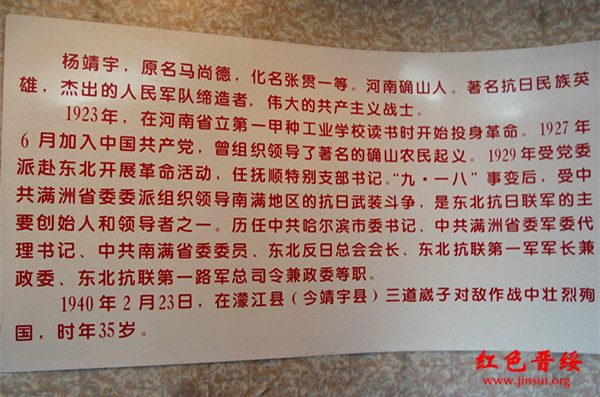 杨靖宇，原名马尚德，化名张贯一等。河南确山人。著名抗日民族英
雄，杰出的人民军队缔造者，伟大的共产主义战士。
1923年，在河南省立第一甲种工业学校读书时开始投身革命。1927年
6月加入中国共产党，曾组织领导了著名的确山农民起义。1929年受党委
派赴东北开展革命活动，任抚顺特别支部书记。“九·一八”事变后，受中
共满洲省委委派组织领导南满地区的抗日武装斗争，是东北抗日联军的主
要创始人和领导者之一。历任中共哈尔滨市委书记、中共满洲省委军委代
理书记、中共南满省委委员、东北反日总会会长、东北抗联第一军军长兼
政委、东北抗联第一路军总司令兼政委等职。
1940年2月23日，在濛江县（今靖宇县）三道崴子对敌作战中壮烈殉
国，时年35岁。
红色晋绥
www.jinsui.org